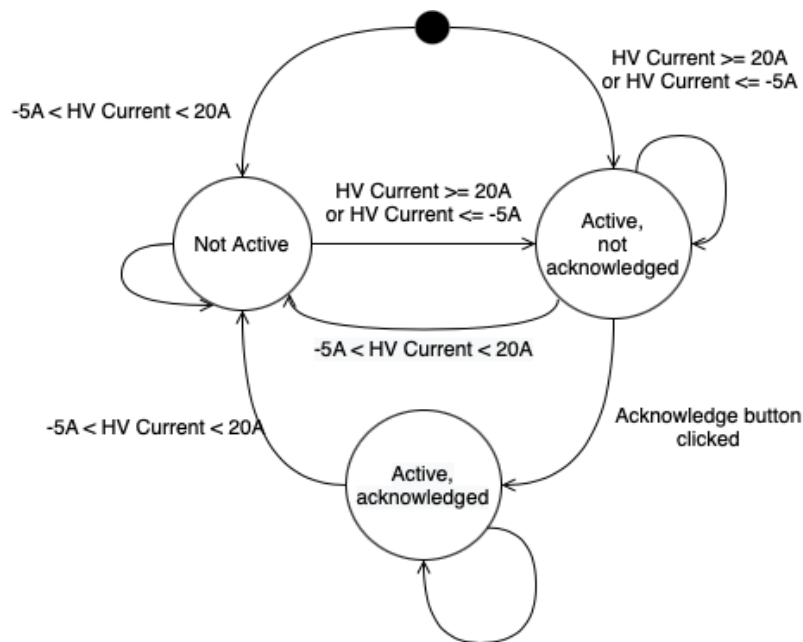 HV Current >= 20A
or HV Current <= -5A
-5A < HV Current < 20A
HV Current >= 20A
or HV Current <= -5A
Not Active
Active,
not
acknowledged
-5A < HV Current < 20A
Acknowledge button
clicked
-5A < HV Current < 20A
Active,
acknowledged